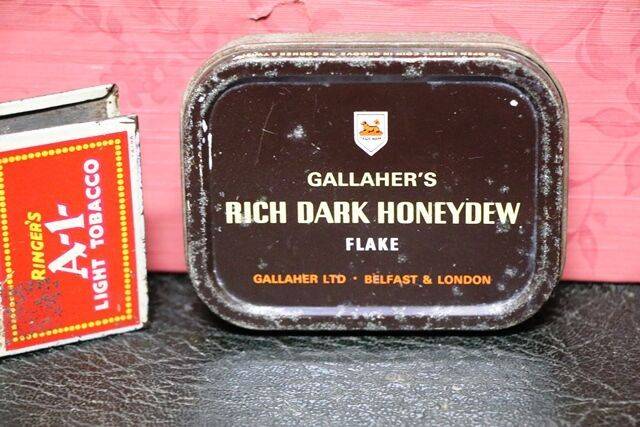 RINGER'S
A-1-
LIGHT TOBACCO
GALLAHER'S
RICH DARK HONEYDEW
FLAKE
GALLAHER LTD · BELFAST & LONDON